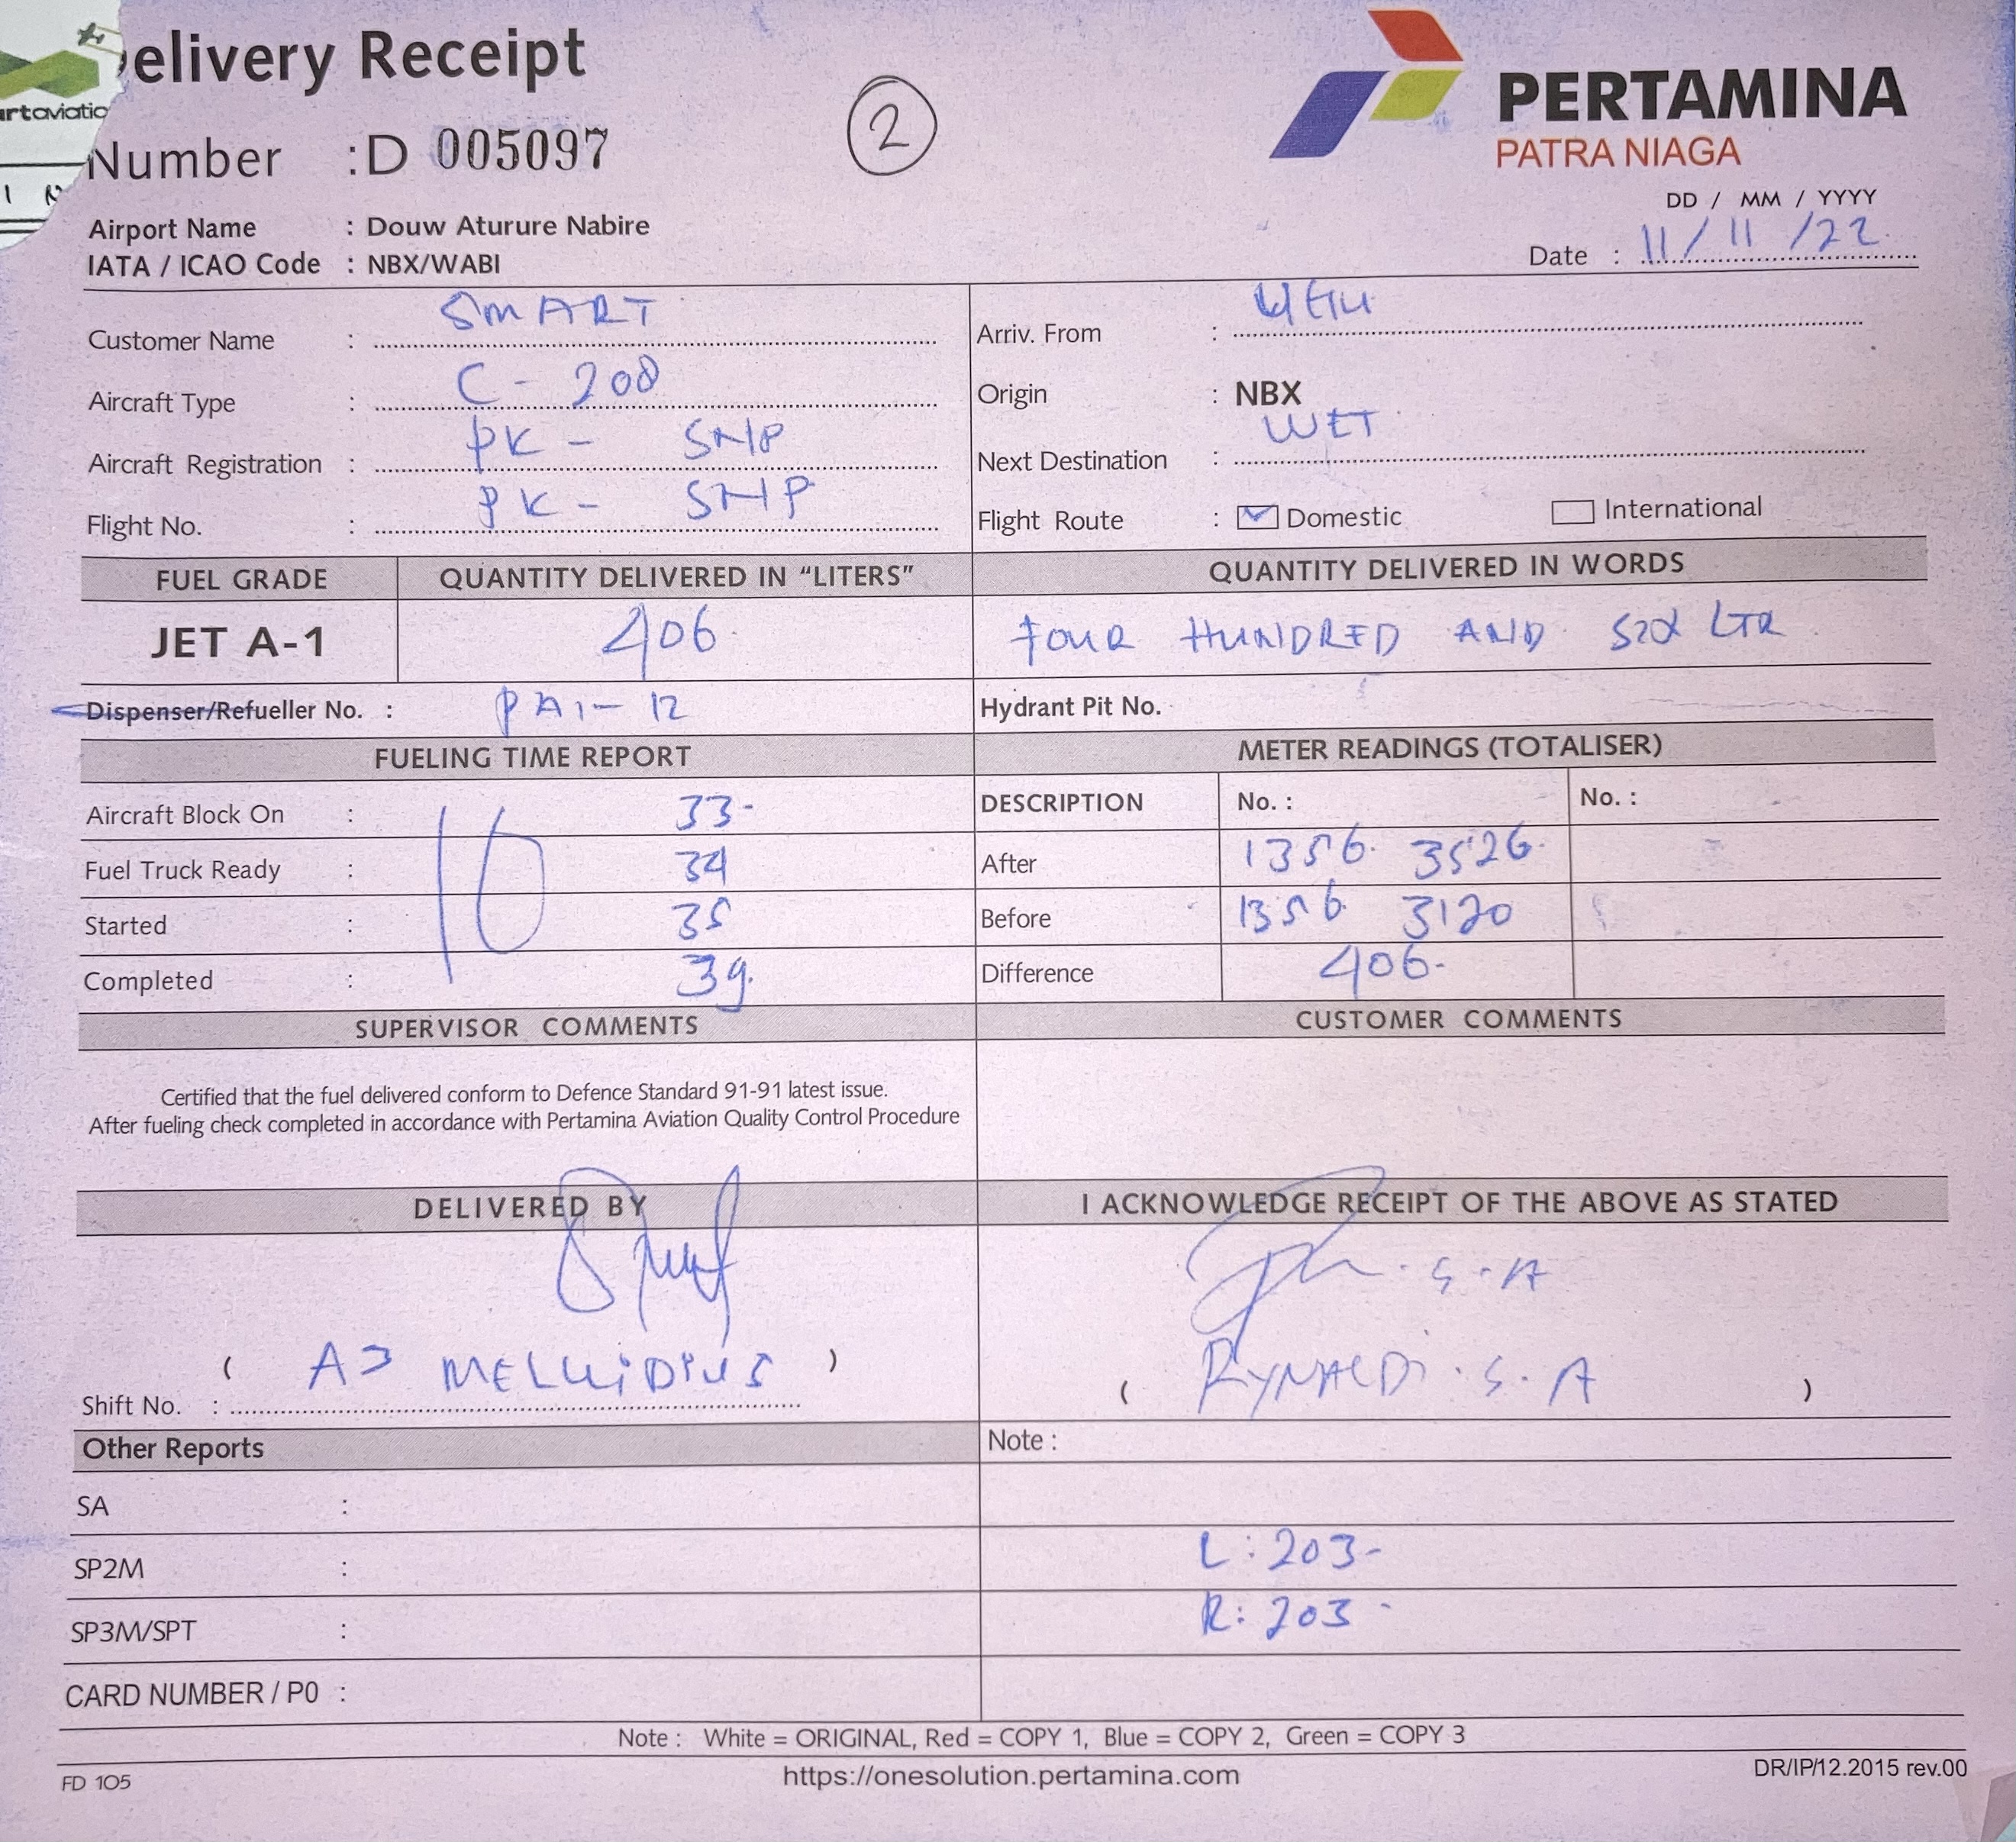 elivery Receipt
Number : D 005097
2
PERTAMINA
PATRA NIAGA
artaviatio
Airport Name : Douw Aturure Nabire
IATA / ICAO Code : NBX/WABI
DD / MM / YYYY
Date : 11 / 11 / 22
Customer Name : SMART
Aircraft Type : C - 208
Aircraft Registration : PK - SNP
Flight No. : PK - SNP
Arriv. From :
Origin : NBX
Next Destination : WET
Flight Route : Domestic International
FUEL GRADE QUANTITY DELIVERED IN “LITERS” QUANTITY DELIVERED IN WORDS
JET A-1 406 FOUR HUNDRED AND SIX LTR
Dispenser/Refueller No. : PAI - 12 Hydrant Pit No.
FUELING TIME REPORT METER READINGS (TOTALISER)
Aircraft Block On : 33 DESCRIPTION No. : No. :
Fuel Truck Ready : 10 34 After 1356 3526
Started : 35 Before 1356 3120
Completed : 39 Difference 406
SUPERVISOR COMMENTS CUSTOMER COMMENTS
Certified that the fuel delivered conform to Defence Standard 91-91 latest issue.
After fueling check completed in accordance with Pertamina Aviation Quality Control Procedure
DELIVERED BY I ACKNOWLEDGE RECEIPT OF THE ABOVE AS STATED
S.A
( ) ( RYNALDI . S . A )
Shift No. :
Other Reports Note :
SA :
SP2M : L : 203
SP3M/SPT : R : 203
CARD NUMBER / P0 :
Note : White = ORIGINAL, Red = COPY 1, Blue = COPY 2, Green = COPY 3
FD 105 https://onesolution.pertamina.com DR/IP/12.2015 rev.00